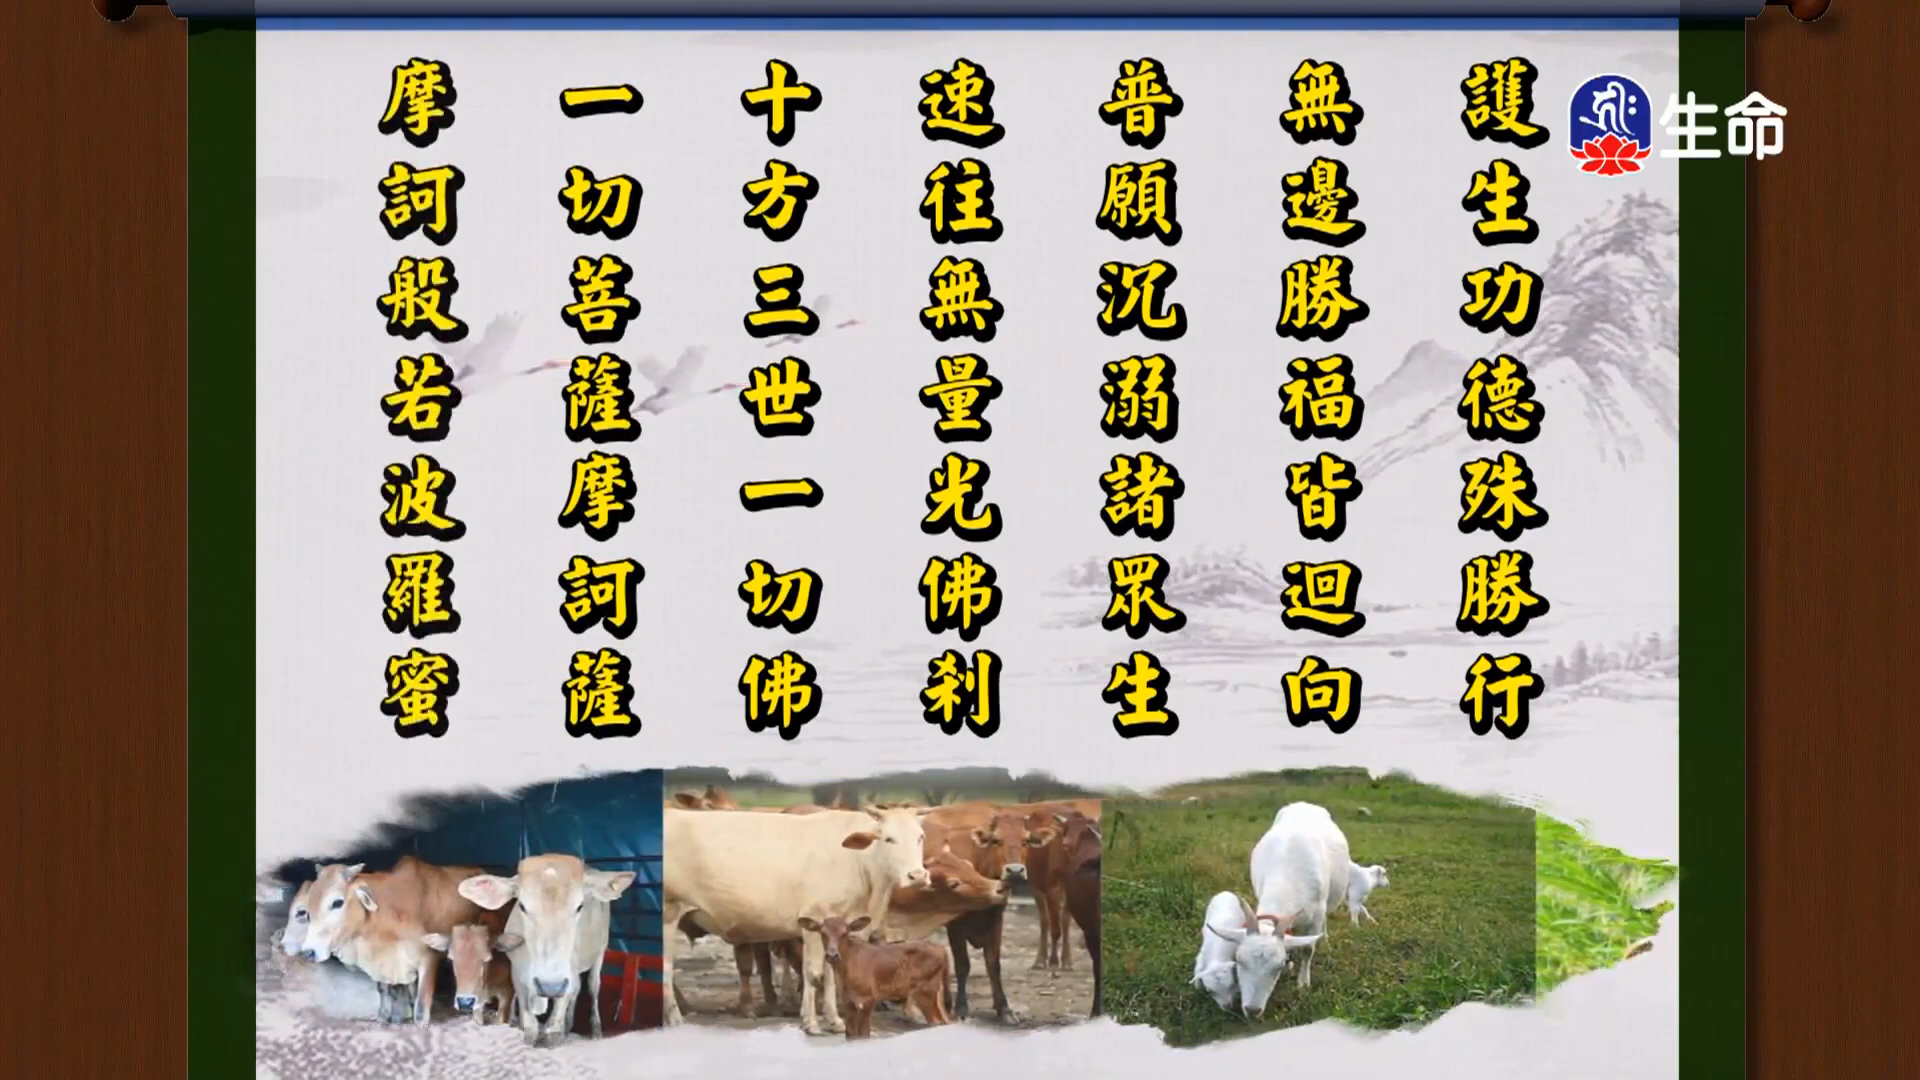 護生功德殊勝行
無邊勝福皆迴向
普願沉溺諸眾生
速往無量光佛剎
十方三世一切佛
一切菩薩摩訶薩
摩訶般若波羅蜜
生命